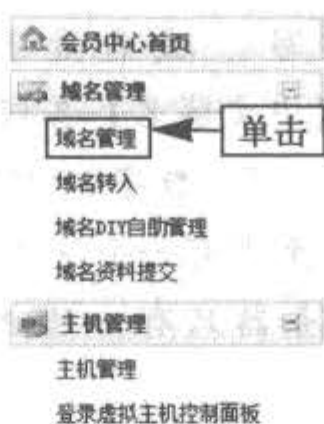 会员中心首页
域名管理
域名管理 单击
域名转入
域名DIY自助管理
域名资料提交
主机管理
主机管理
登录虚拟主机控制面板